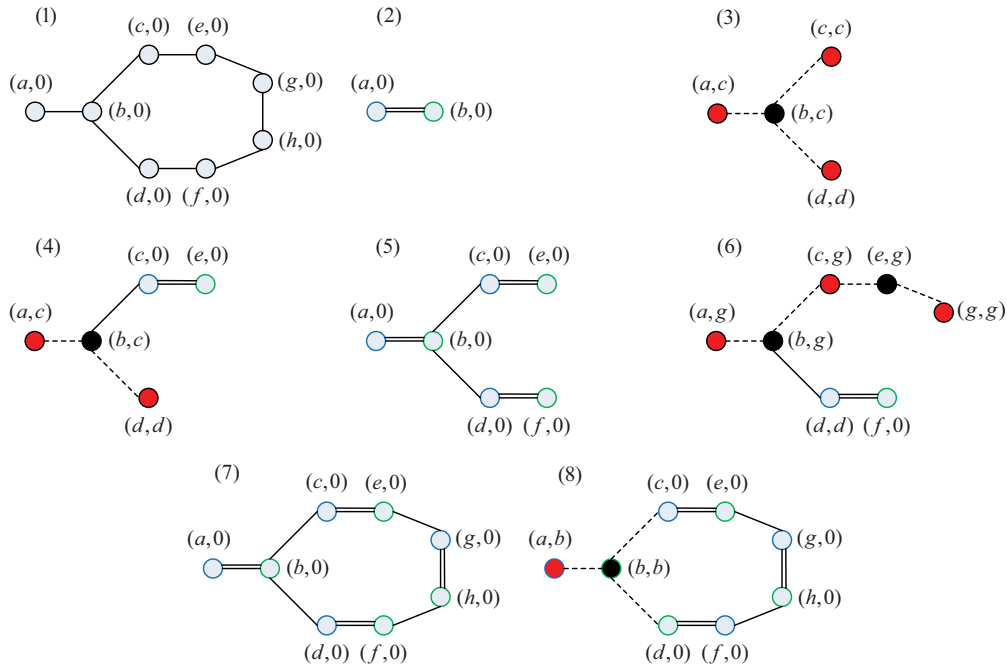 (1)
(c,0) (e,0)
(a,0)
(g,0)
(b,0)
(h,0)
(d,0) (f,0)
(2)
(a,0)
(b,0)
(3)
(c,c)
(a,c)
(b,c)
(d,d)
(4)
(c,0) (e,0)
(a,c)
(b,c)
(d,d)
(5)
(c,0) (e,0)
(a,0)
(b,0)
(d,0) (f,0)
(6)
(c,g) (e,g)
(a,g)
(g,g)
(b,g)
(d,d) (f,0)
(7)
(c,0) (e,0)
(a,0)
(g,0)
(b,0)
(h,0)
(d,0) (f,0)
(8)
(c,0) (e,0)
(a,b)
(g,0)
(b,b)
(h,0)
(d,0) (f,0)